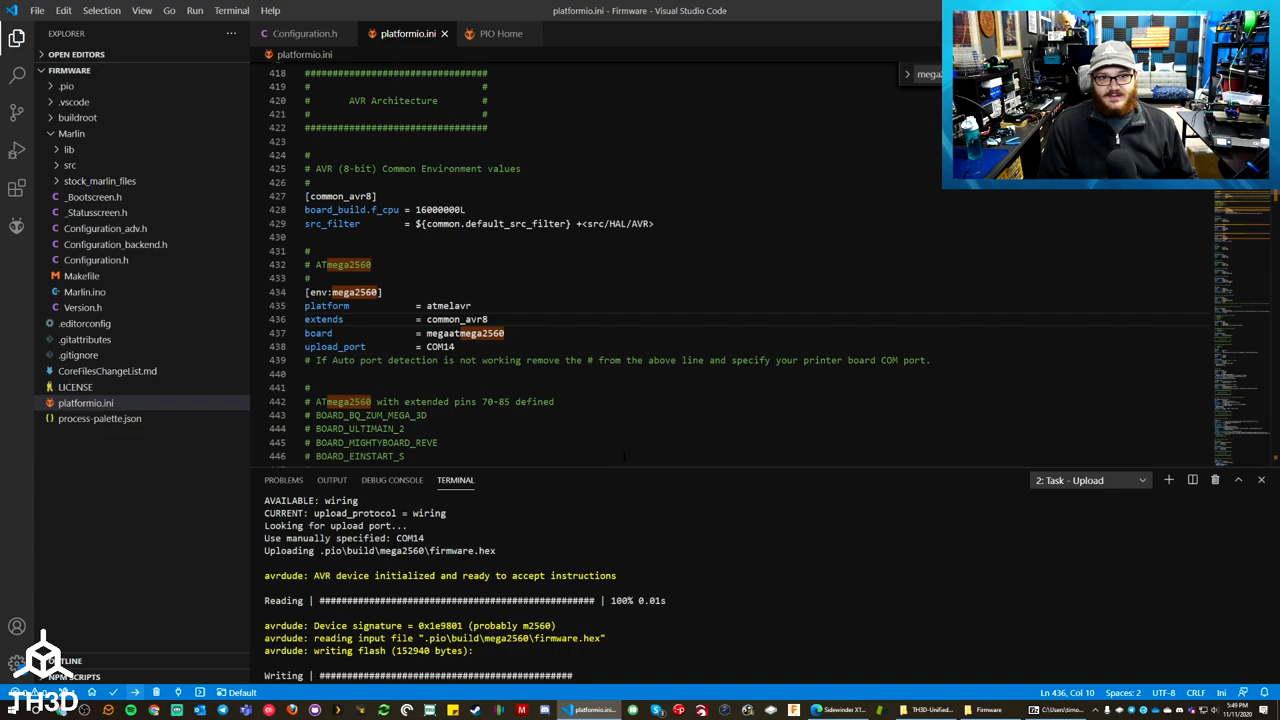 File Edit Selection View Go Run Terminal Help
platformio.ini - Firmware - Visual Studio Code
EXPLORER
Configuration.h
platformio.ini
PIO Home
OPEN EDITORS
platformio.ini
FIRMWARE
.pio
.vscode
buildroot
Marlin
lib
src
stock_marlin_files
_Bootscreen.h
_Statusscreen.h
Configuration_adv.h
Configuration_backend.h
Configuration.h
Makefile
Marlin.ino
Version.h
.editorconfig
.gitattributes
.gitignore
CoreFilesChangeList.md
LICENSE
platformio.ini
process-palette.json
OUTLINE
NPM SCRIPTS
mega
418 #################################
419 # #
420 # AVR Architecture #
421 # #
422 #################################
423
424 #
425 # AVR (8-bit) Common Environment values
426 #
427 [common_avr8]
428 board_build.f_cpu = 16000000L
429 src_filter = ${common.default_src_filter} +<src/HAL/AVR>
430
431 #
432 # ATmega2560
433 #
434 [env:mega2560]
435 platform = atmelavr
436 extends = common_avr8
437 board = megaatmega2560
438 upload_port = COM14
439 # If Auto port detection is not working remove the # from the above line and specify your printer board COM port.
440
441 #
442 # ATmega2560 with extended pins 70-85 defined
443 # BOARD_BQ_ZUM_MEGA_3D
444 # BOARD_ULTIMAIN_2
445 # BOARD_MIGHTYBOARD_REVE
446 # BOARD_EINSTART_S
PROBLEMS OUTPUT DEBUG CONSOLE TERMINAL
2: Task - Upload
AVAILABLE: wiring
CURRENT: upload_protocol = wiring
Looking for upload port...
Use manually specified: COM14
Uploading .pio\build\mega2560\firmware.hex
avrdude: AVR device initialized and ready to accept instructions
Reading | ################################################## | 100% 0.01s
avrdude: Device signature = 0x1e9801 (probably m2560)
avrdude: reading input file ".pio\build\mega2560\firmware.hex"
avrdude: writing flash (152940 bytes):
Writing | ##############################################
TH3D
Default
Ln 436, Col 10 Spaces: 2 UTF-8 CRLF Ini
platformio.ini - ...
Sidewinder X1 ...
TH3D-Unified...
Firmware
C:\Users\timo...
5:49 PM
11/11/2020